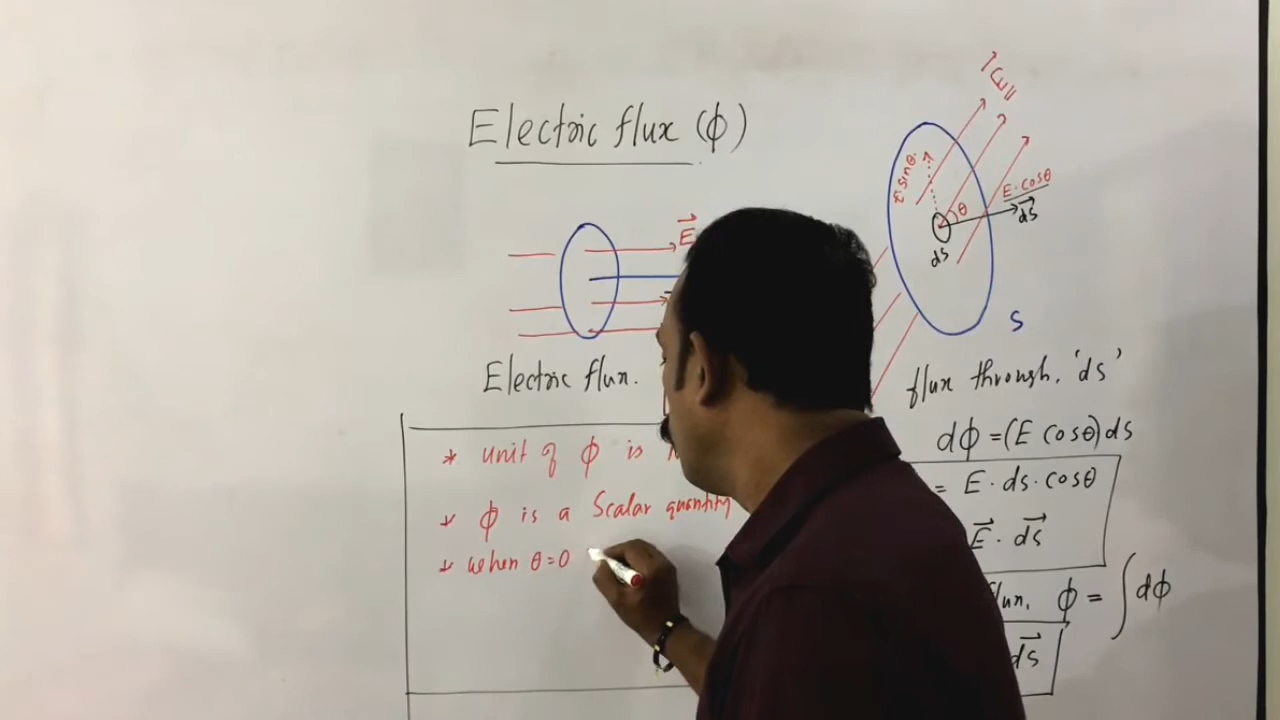 Electric flux (ϕ)
E⃗
Electric flux.
* unit of ϕ is
* ϕ is a Scalar quantity
* when θ=0
E⃗
E sinθ
θ
E·cosθ
ds⃗
ds
S
flux through, 'ds'
dϕ = (E cosθ)ds
= E · ds · cosθ
E⃗ · ds⃗
ϕ = ∫dϕ
ds⃗